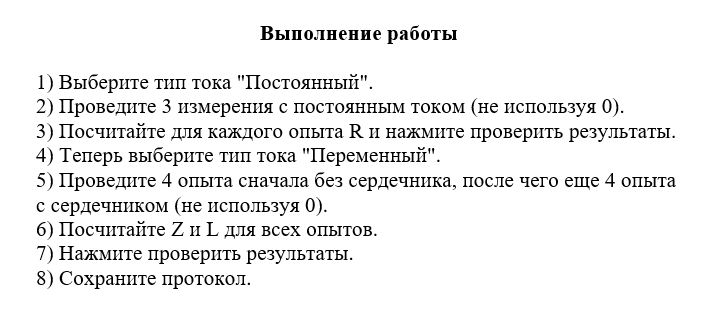 Выполнение работы
1) Выберите тип тока "Постоянный".
2) Проведите 3 измерения с постоянным током (не используя 0).
3) Посчитайте для каждого опыта R и нажмите проверить результаты.
4) Теперь выберите тип тока "Переменный".
5) Проведите 4 опыта сначала без сердечника, после чего еще 4 опыта
с сердечником (не используя 0).
6) Посчитайте Z и L для всех опытов.
7) Нажмите проверить результаты.
8) Сохраните протокол.